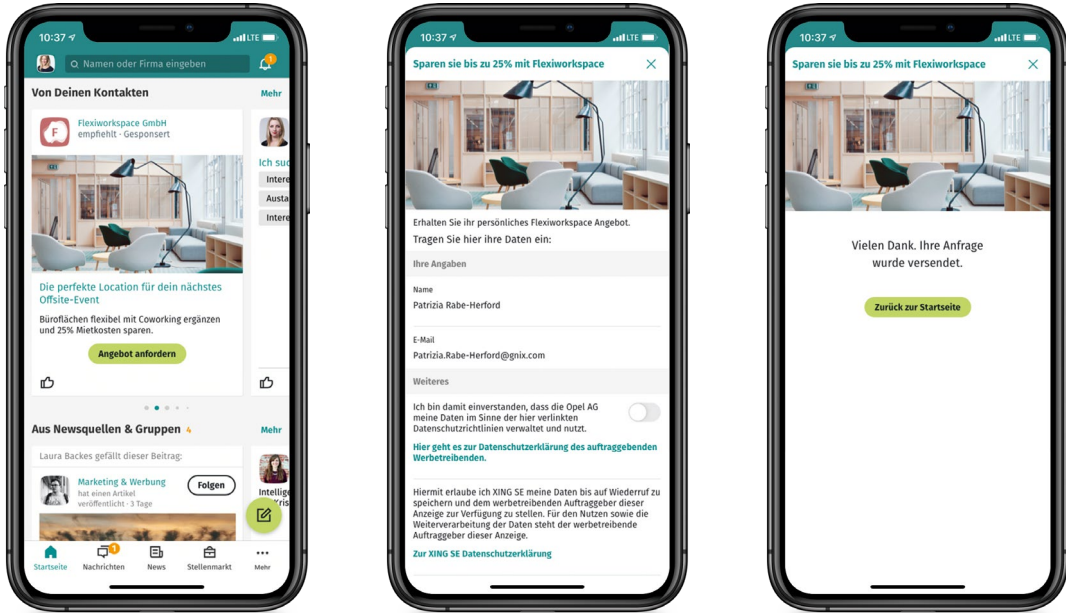 10:37
LTE
Namen oder Firma eingeben
1
Von Deinen Kontakten
Mehr
F
Flexiworkspace GmbH
empfiehlt · Gesponsert
Ich suc
Intere
Austa
Intere
Die perfekte Location für dein nächstes
Offsite-Event
Büroflächen flexibel mit Coworking ergänzen
und 25% Mietkosten sparen.
Angebot anfordern
Aus Newsquellen & Gruppen 4
Mehr
Laura Backes gefällt dieser Beitrag:
Marketing & Werbung
hat einen Artikel
veröffentlicht · 3 Tage
Folgen
Intellige
Kris
Startseite
Nachrichten
News
Stellenmarkt
Mehr
10:37
LTE
Sparen sie bis zu 25% mit Flexiworkspace
Erhalten Sie ihr persönliches Flexiworkspace Angebot.
Tragen Sie hier ihre Daten ein:
Ihre Angaben
Name
Patrizia Rabe-Herford
E-Mail
Patrizia.Rabe-Herford@gnix.com
Weiteres
Ich bin damit einverstanden, dass die Opel AG
meine Daten im Sinne der hier verlinkten
Datenschutzrichtlinien verwaltet und nutzt.
Hier geht es zur Datenschutzerklärung des auftraggebenden
Werbetreibenden.
Hiermit erlaube ich XING SE meine Daten bis auf Wiederruf zu
speichern und dem werbetreibenden Auftraggeber dieser
Anzeige zur Verfügung zu stellen. Für den Nutzen sowie die
Weiterverarbeitung der Daten steht der werbetreibende
Auftraggeber dieser Anzeige.
Zur XING SE Datenschutzerklärung
10:37
LTE
Sparen sie bis zu 25% mit Flexiworkspace
Vielen Dank. Ihre Anfrage
wurde versendet.
Zurück zur Startseite